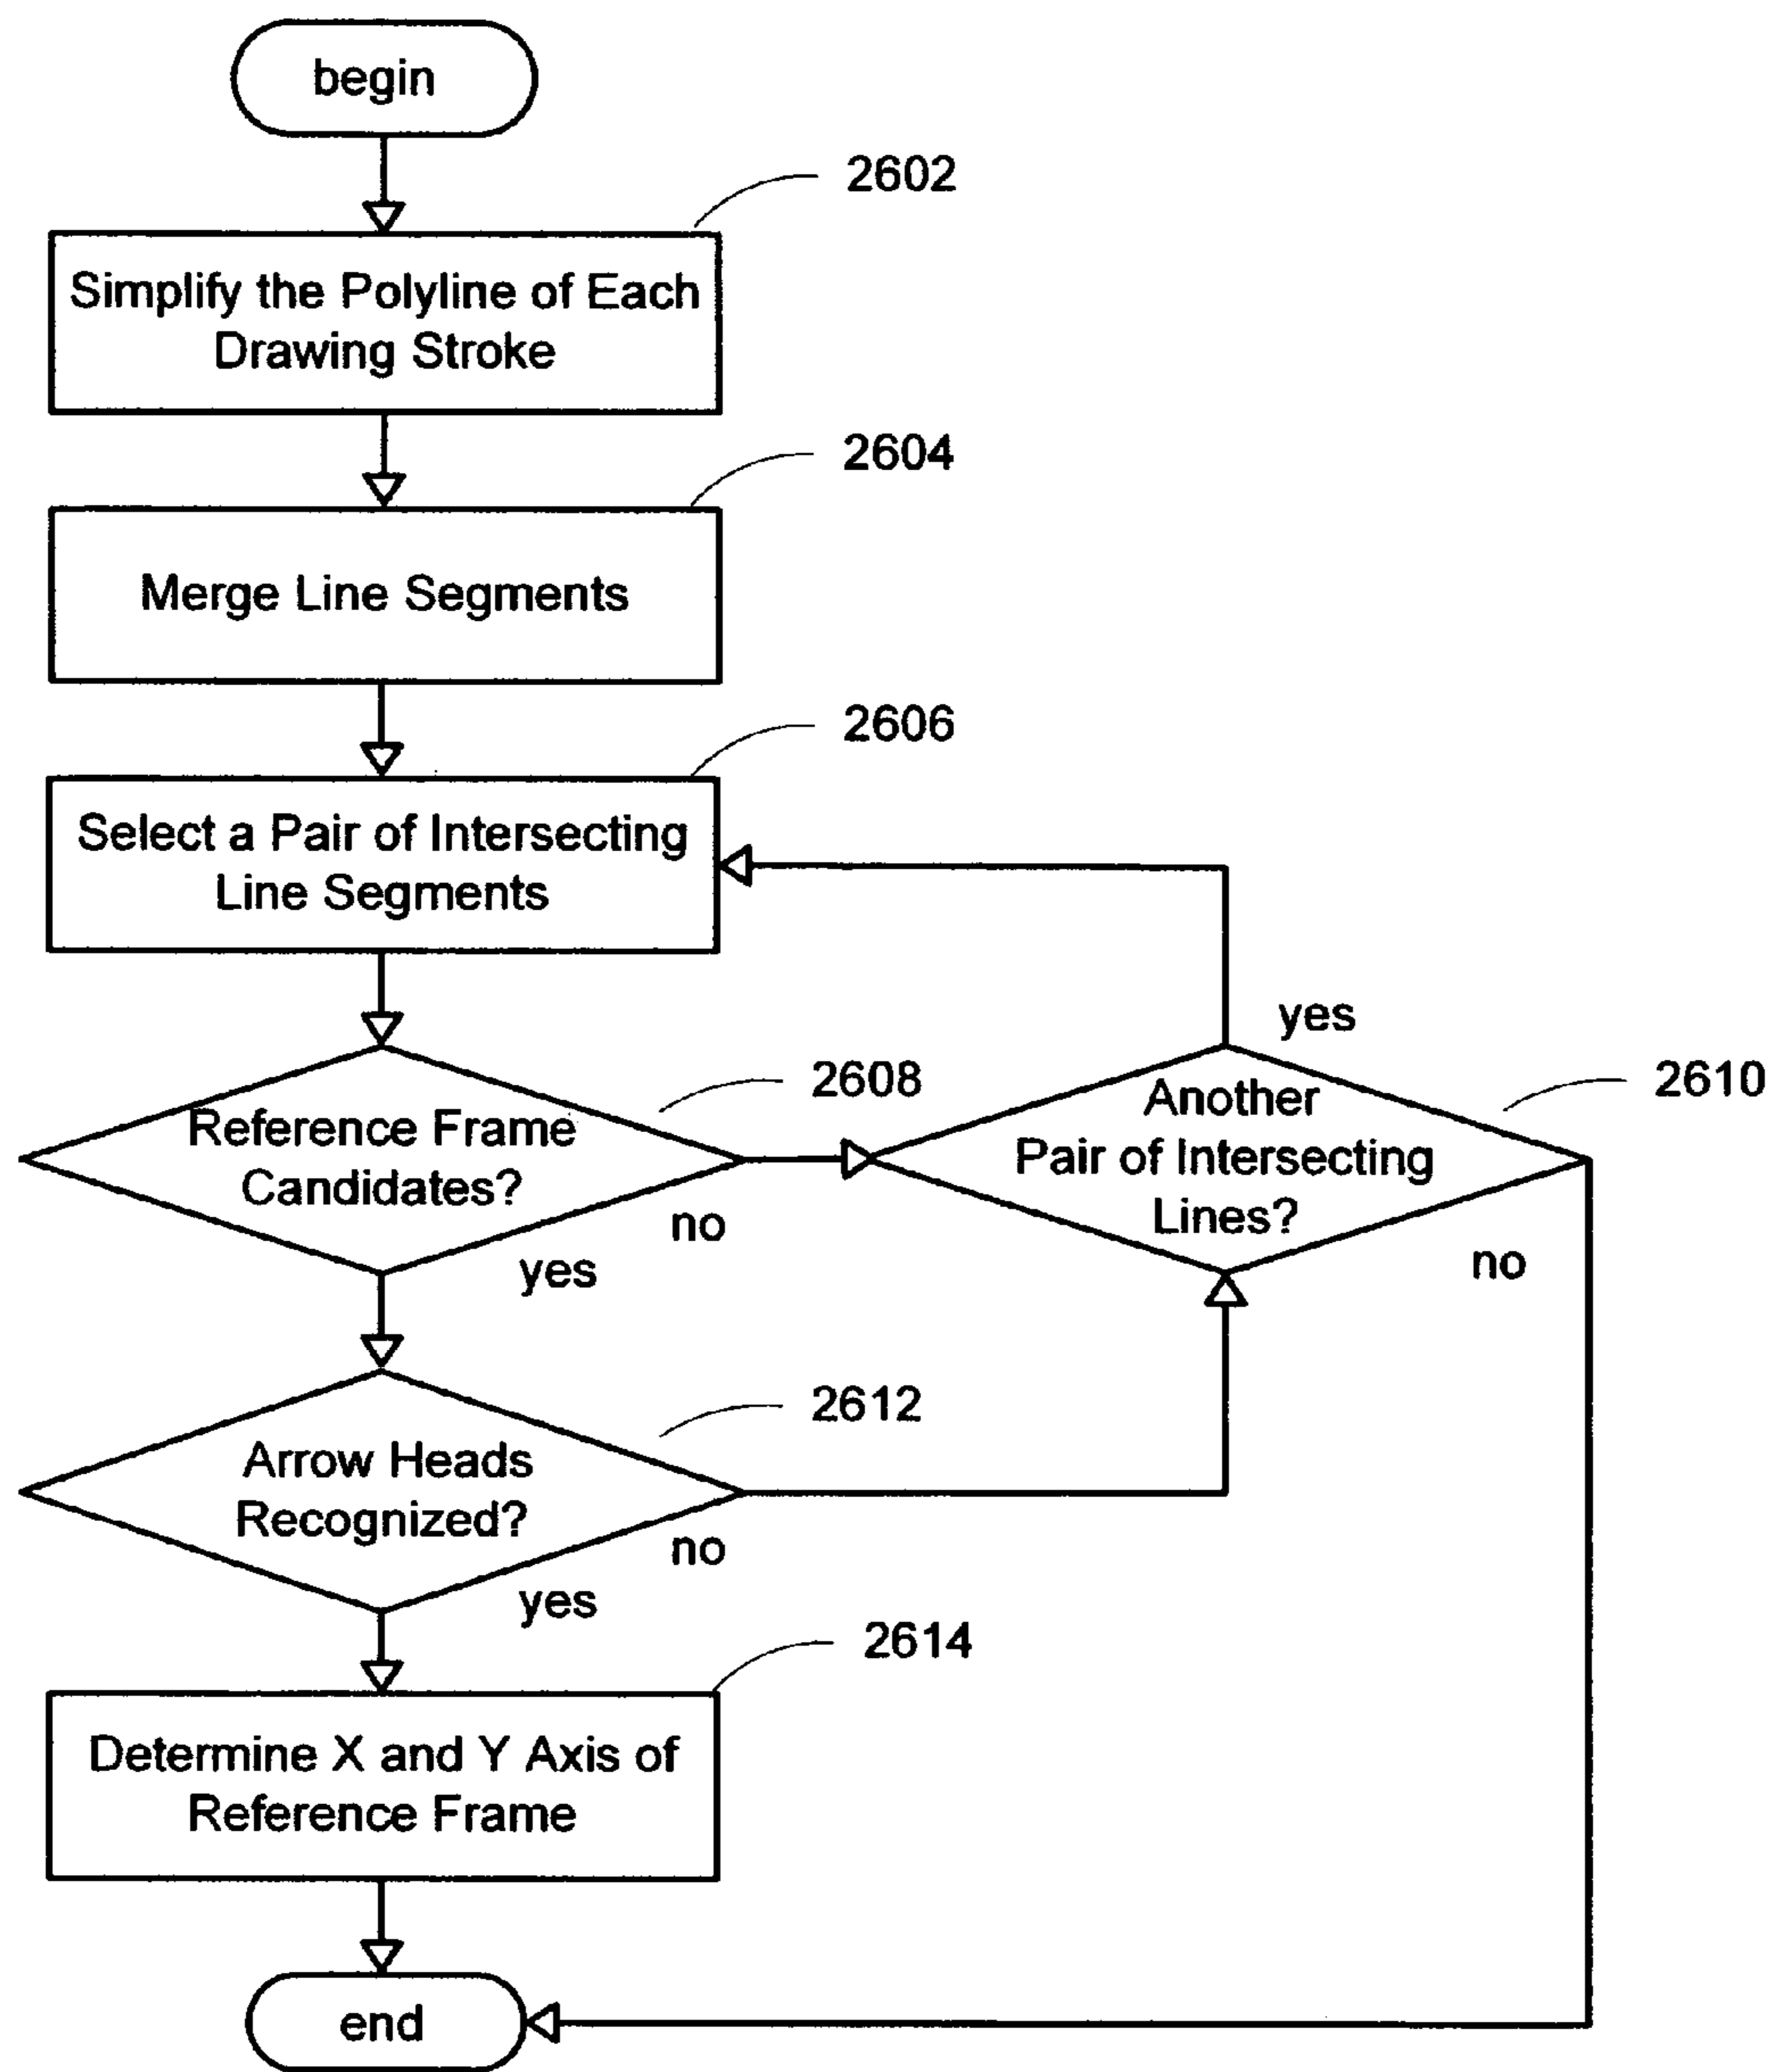 begin
2602
Simplify the Polyline of Each
Drawing Stroke
2604
Merge Line Segments
2606
Select a Pair of Intersecting
Line Segments
yes
2608
2610
Reference Frame
Candidates?
Another
Pair of Intersecting
Lines?
no
yes
no
2612
Arrow Heads
Recognized?
no
yes
2614
Determine X and Y Axis of
Reference Frame
end